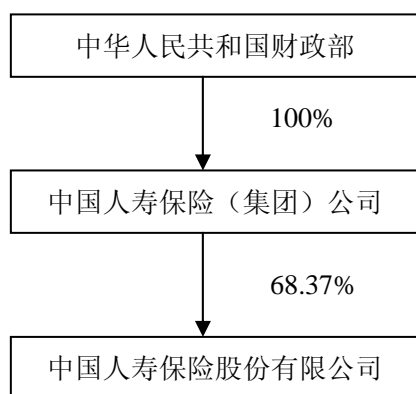 中华人民共和国财政部
100%
中国人寿保险（集团）公司
68.37%
中国人寿保险股份有限公司